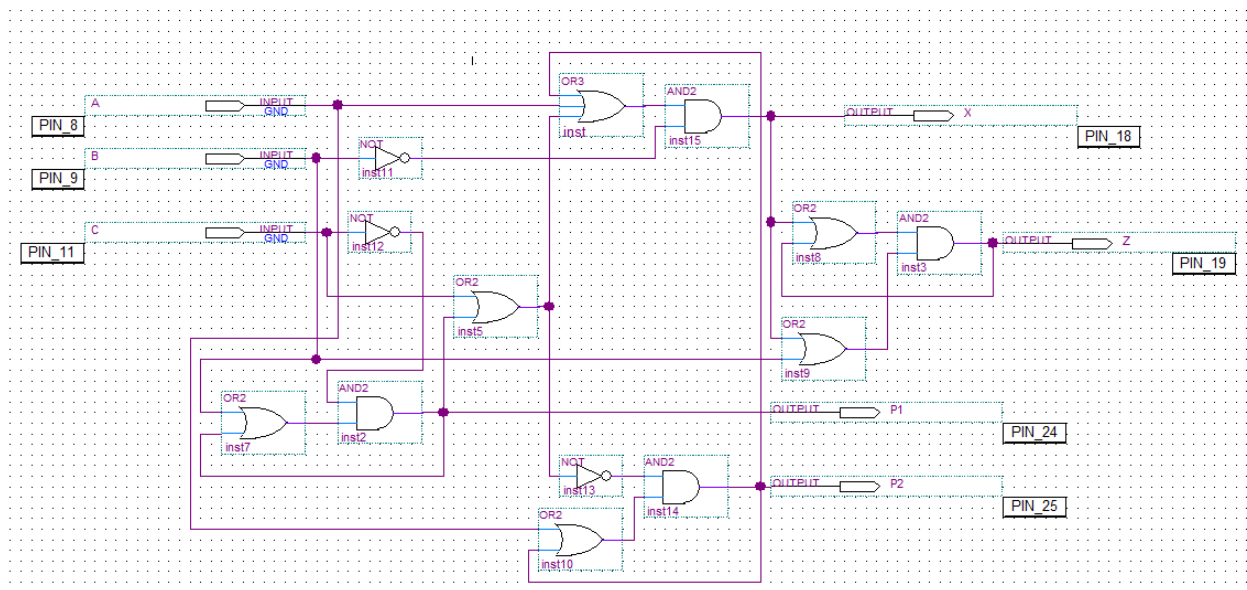 OR3
inst
AND2
inst15
A
INPUT
GND
PIN_8
OUTPUT
X
PIN_18
B
INPUT
GND
PIN_9
NOT
inst11
C
INPUT
GND
PIN_11
NOT
inst12
OR2
inst8
AND2
inst3
OUTPUT
Z
PIN_19
OR2
inst5
OR2
inst9
OR2
inst7
AND2
inst2
OUTPUT
P1
PIN_24
NOT
inst13
AND2
inst14
OUTPUT
P2
PIN_25
OR2
inst10